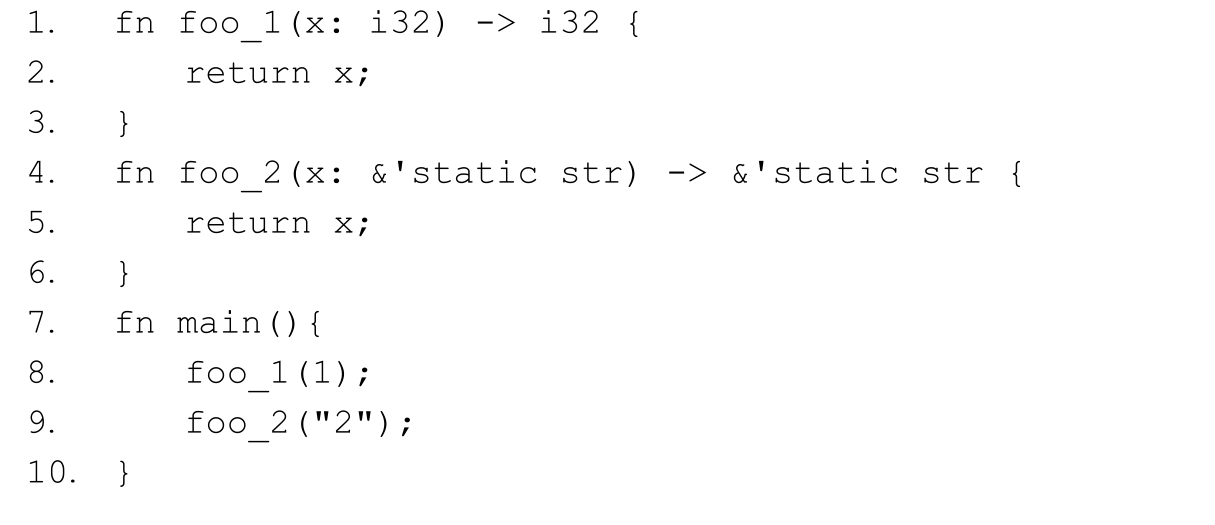 1. fn foo_1(x: i32) -> i32 {
2. return x;
3. }
4. fn foo_2(x: &'static str) -> &'static str {
5. return x;
6. }
7. fn main(){
8. foo_1(1);
9. foo_2("2");
10. }